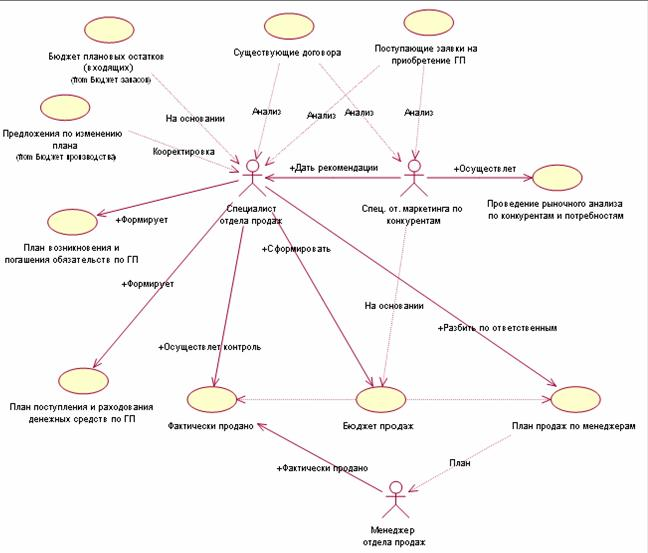 Бюджет плановых остатков
(входящих)
(from Бюджет запасов)
Существующие договора
Поступающие заявки на
приобретение ГП
Предложения по изменению
плана
(from Бюджет производства)
На основании
Кооректировка
Анализ
Анализ
Анализ
Анализ
+Дать рекомендации
+Осуществлет
Специалист
отдела продаж
Спец. от. маркетинга по
конкурентам
Проведение рыночного анализа
по конкурентам и потребностям
+Формирует
План возникновения и
погашения обязательств по ГП
+Сформировать
+Формирует
На основании
+Разбить по ответственным
+Осуществлет контроль
План поступления и раходования
денежных средств по ГП
Фактически продано
Бюджет продаж
План продаж по менеджерам
+Фактически продано
План
Менеджер
отдела продаж